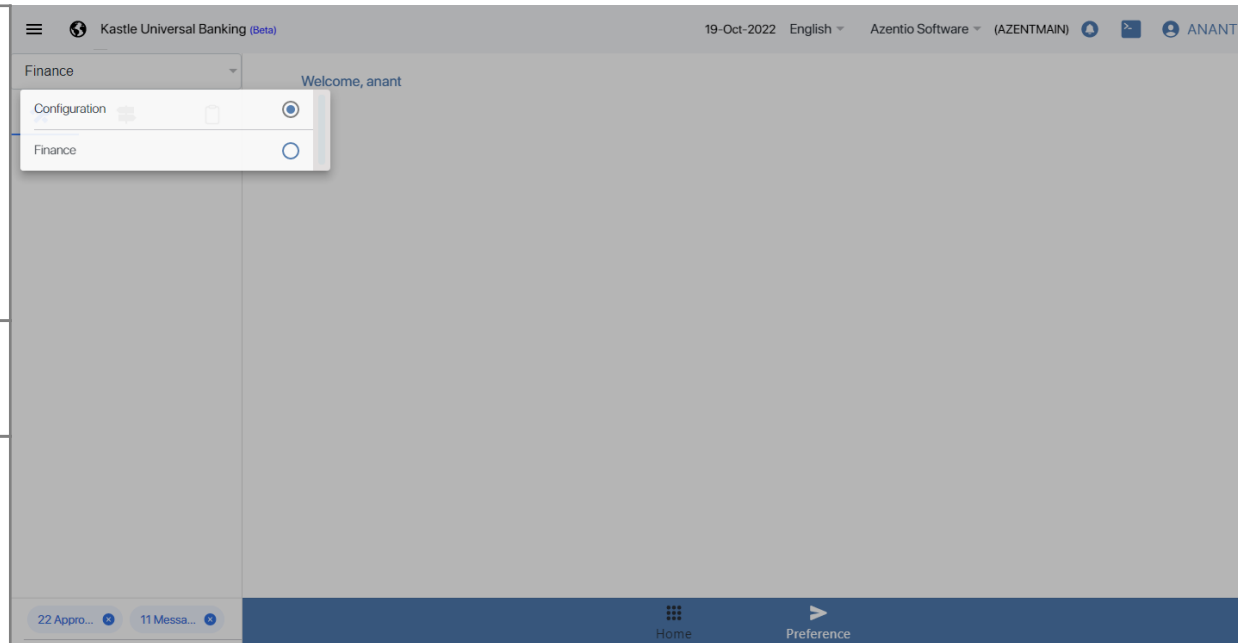 Kastle Universal Banking (Beta) 19-Oct-2022 English Azentio Software (AZENTMAIN) ANANT
Finance
Welcome, anant
Configuration
Finance
22 Appro... 11 Messa...
Home Preference